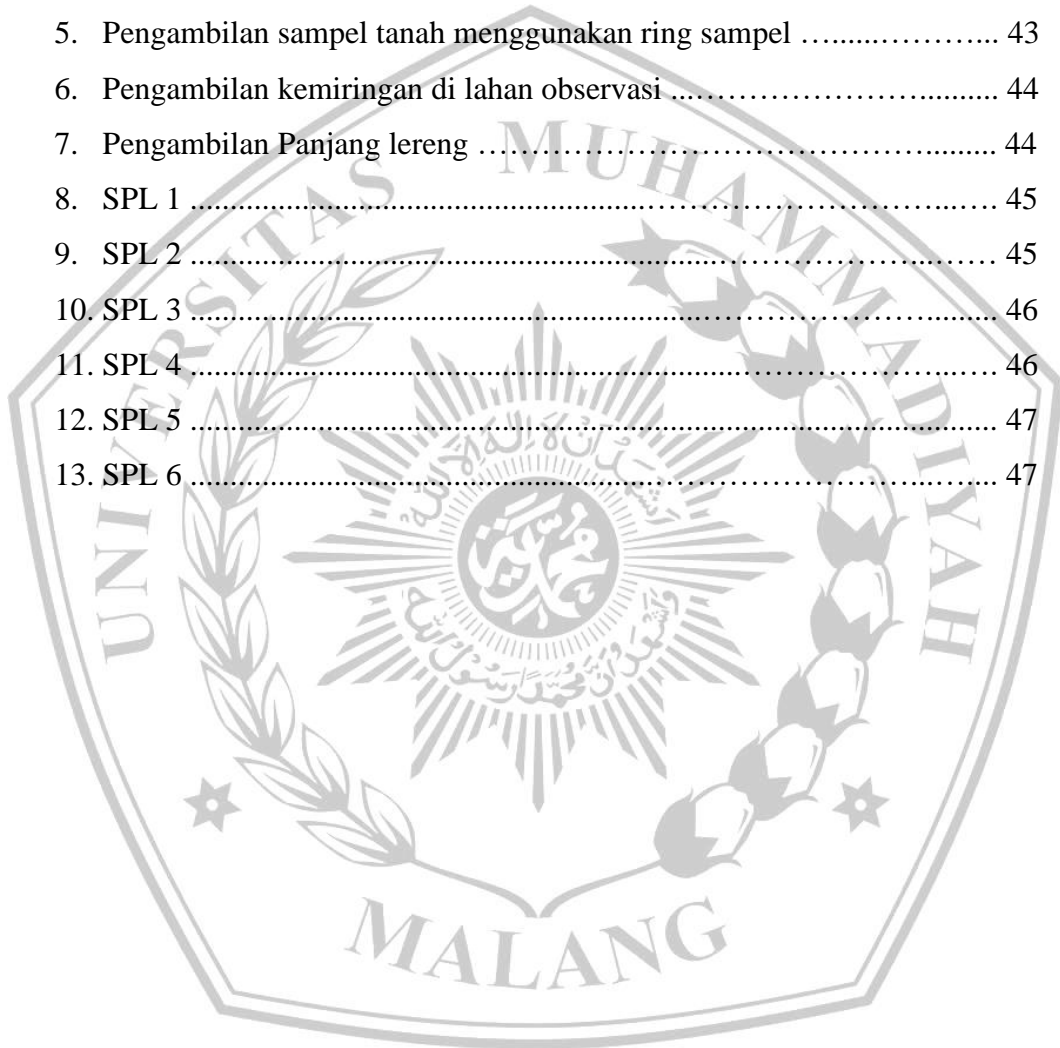 5. Pengambilan sampel tanah menggunakan ring sampel …......………... 43
6. Pengambilan kemiringan di lahan observasi ...…………………......... 44
7. Pengambilan Panjang lereng ………………………………………......... 44
8. SPL 1 .........................................................………………………...…. 45
9. SPL 2 ..................................................................…………………...…… 45
10. SPL 3 .................................................................…………………......... 46
11. SPL 4 ......................................................................………………...…. 46
12. SPL 5 ..................................................................................................... 47
13. SPL 6 .........................................................………………………...…... 47
UNIVERSITAS MUHAMMADIYAH
MALANG